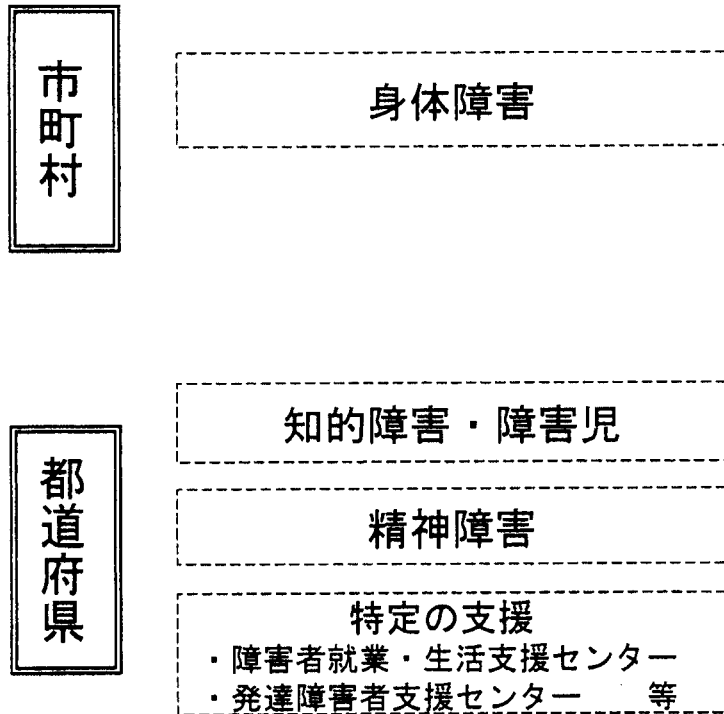 市町村
身体障害
都道府県
知的障害・障害児
精神障害
特定の支援
・障害者就業・生活支援センター
・発達障害者支援センター　等